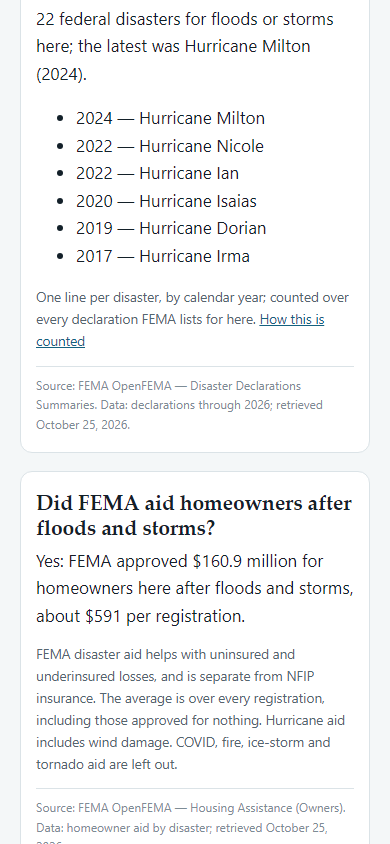 22 federal disasters for floods or storms
here; the latest was Hurricane Milton
(2024).
• 2024 — Hurricane Milton
• 2022 — Hurricane Nicole
• 2022 — Hurricane Ian
• 2020 — Hurricane Isaias
• 2019 — Hurricane Dorian
• 2017 — Hurricane Irma
One line per disaster, by calendar year; counted over
every declaration FEMA lists for here. How this is
counted
Source: FEMA OpenFEMA — Disaster Declarations
Summaries. Data: declarations through 2026; retrieved
October 25, 2026.
Did FEMA aid homeowners after
floods and storms?
Yes: FEMA approved $160.9 million for
homeowners here after floods and storms,
about $591 per registration.
FEMA disaster aid helps with uninsured and
underinsured losses, and is separate from NFIP
insurance. The average is over every registration,
including those approved for nothing. Hurricane aid
includes wind damage. COVID, fire, ice-storm and
tornado aid are left out.
Source: FEMA OpenFEMA — Housing Assistance (Owners).
Data: homeowner aid by disaster; retrieved October 25,